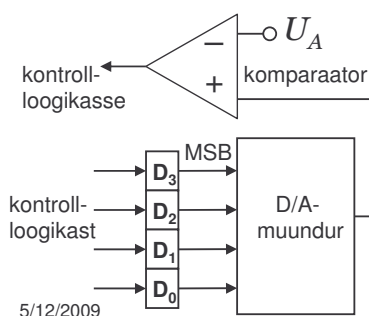 − U_A
kontroll-
loogikasse
+
komparaator
MSB
D₃
D₂
D₁
D₀
kontroll-
loogikast
D/A-
muundur
5/12/2009